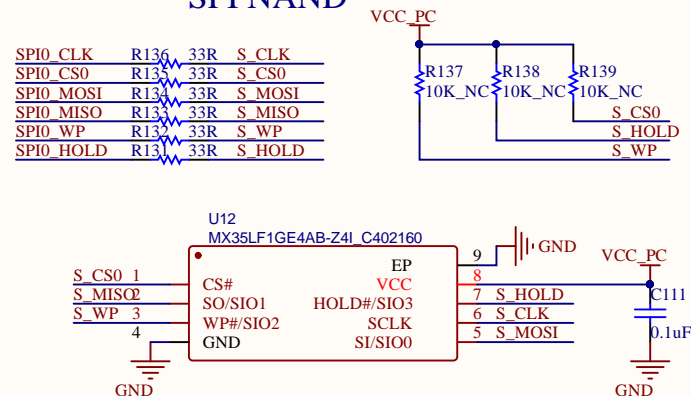 SPI NAND
VCC_PC
SPI0_CLK R136 33R S_CLK
SPI0_CS0 R135 33R S_CS0
SPI0_MOSI R134 33R S_MOSI
SPI0_MISO R133 33R S_MISO
SPI0_WP R132 33R S_WP
SPI0_HOLD R131 33R S_HOLD
R137 R138 R139
10K_NC 10K_NC 10K_NC
S_CS0
S_HOLD
S_WP
U12
MX35LF1GE4AB-Z4I_C402160
EP 9 GND
VCC_PC
S_CS0 1 CS# VCC 8
S_MISO 2 SO/SIO1 HOLD#/SIO3 7 S_HOLD
S_WP 3 WP#/SIO2 SCLK 6 S_CLK
4 GND SI/SIO0 5 S_MOSI
C111
0.1uF
GND GND